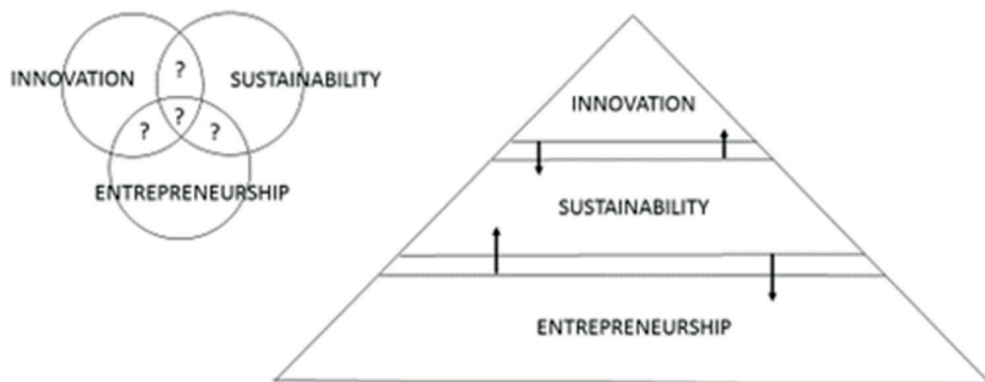 INNOVATION
?
SUSTAINABILITY
?
?
?
ENTREPRENEURSHIP
INNOVATION
SUSTAINABILITY
ENTREPRENEURSHIP